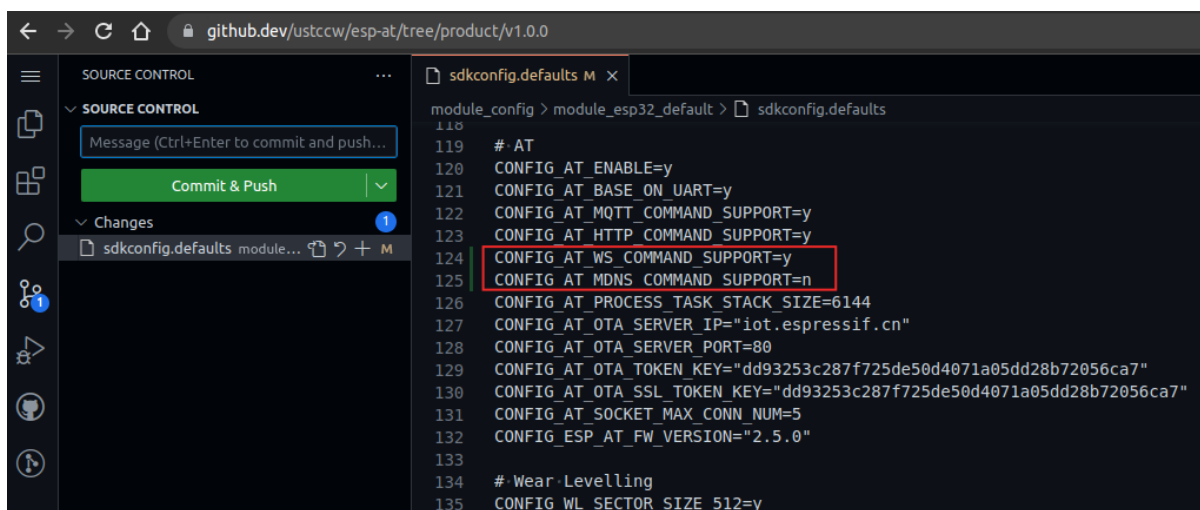 github.dev/ustccw/esp-at/tree/product/v1.0.0
SOURCE CONTROL
SOURCE CONTROL
Message (Ctrl+Enter to commit and push...
Commit & Push
Changes
1
sdkconfig.defaults module... M
1
sdkconfig.defaults M
module_config > module_esp32_default > sdkconfig.defaults
118
119 # AT
120 CONFIG_AT_ENABLE=y
121 CONFIG_AT_BASE_ON_UART=y
122 CONFIG_AT_MQTT_COMMAND_SUPPORT=y
123 CONFIG_AT_HTTP_COMMAND_SUPPORT=y
124 CONFIG_AT_WS_COMMAND_SUPPORT=y
125 CONFIG_AT_MDNS_COMMAND_SUPPORT=n
126 CONFIG_AT_PROCESS_TASK_STACK_SIZE=6144
127 CONFIG_AT_OTA_SERVER_IP="iot.espressif.cn"
128 CONFIG_AT_OTA_SERVER_PORT=80
129 CONFIG_AT_OTA_TOKEN_KEY="dd93253c287f725de50d4071a05dd28b72056ca7"
130 CONFIG_AT_OTA_SSL_TOKEN_KEY="dd93253c287f725de50d4071a05dd28b72056ca7"
131 CONFIG_AT_SOCKET_MAX_CONN_NUM=5
132 CONFIG_ESP_AT_FW_VERSION="2.5.0"
133
134 # Wear Levelling
135 CONFIG_WL_SECTOR_SIZE_512=y